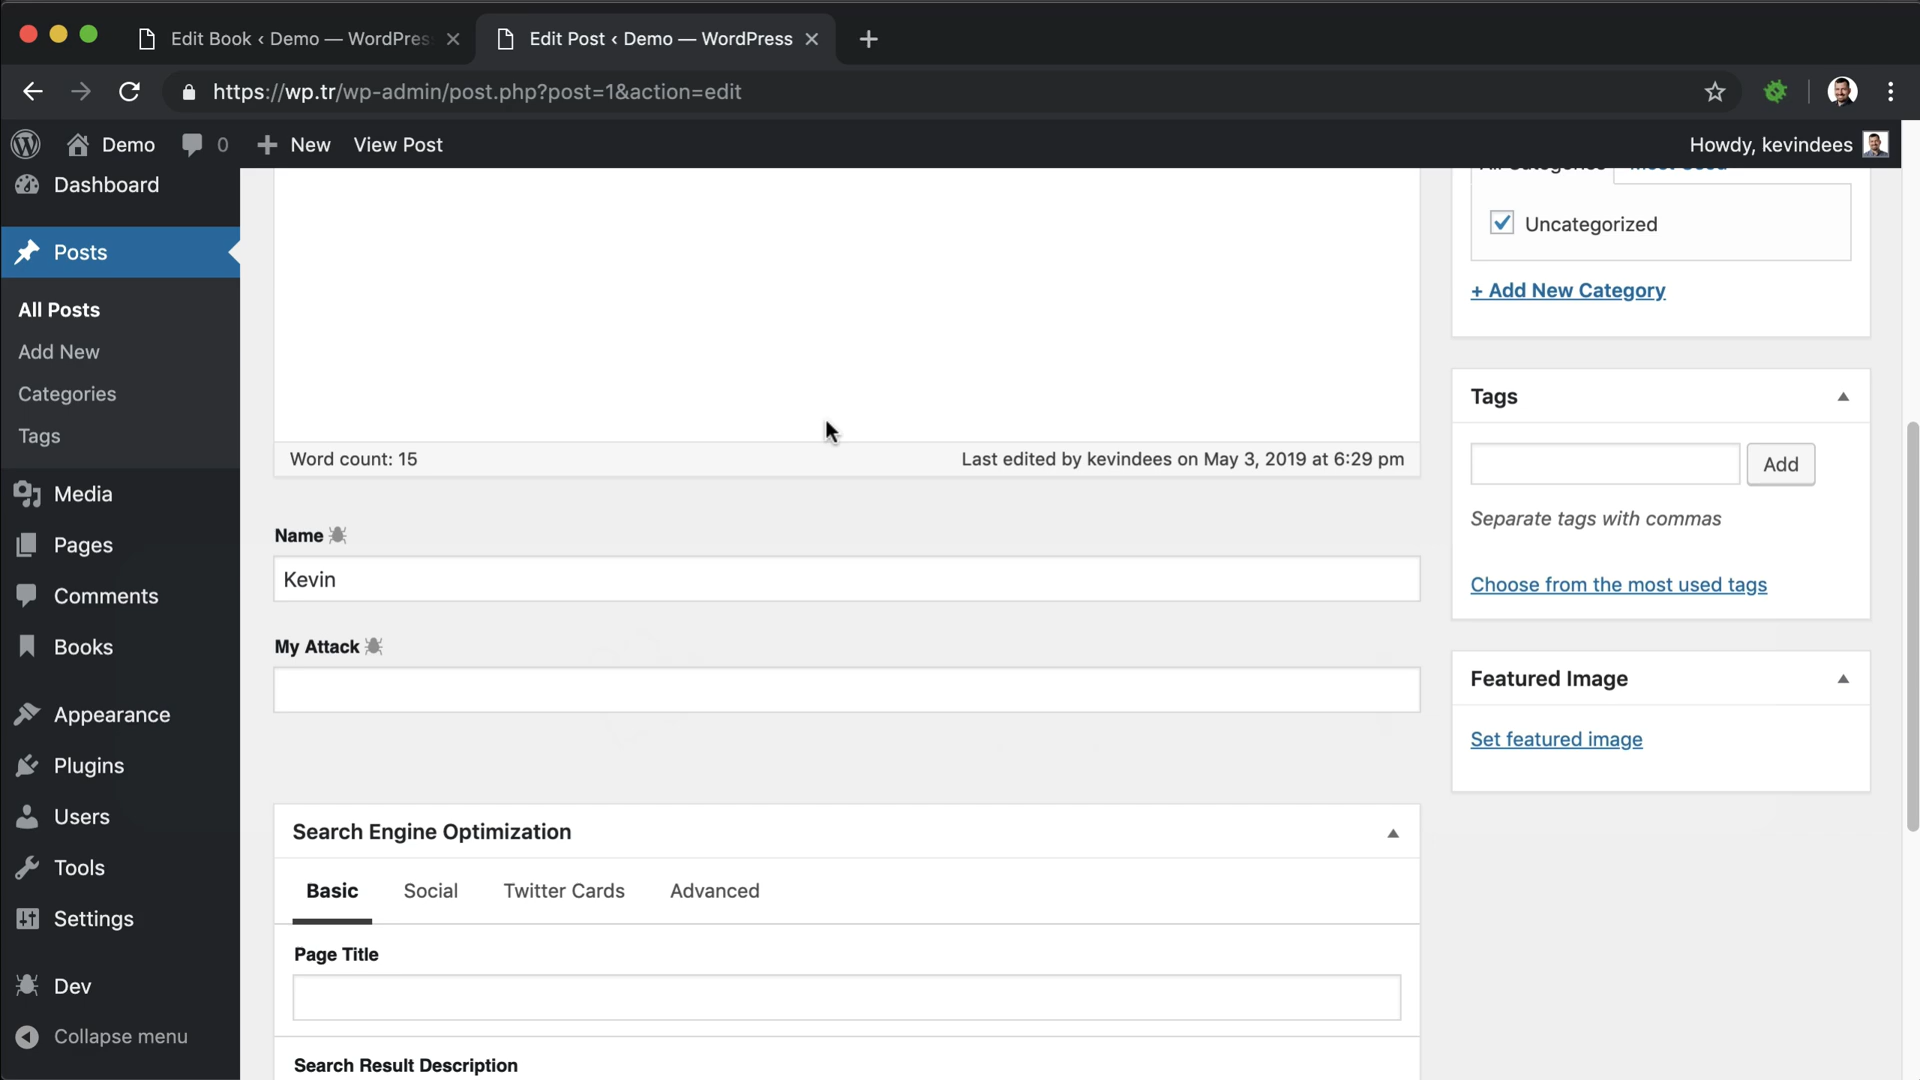 Edit Book ‹ Demo — WordPres
Edit Post ‹ Demo — WordPress
https://wp.tr/wp-admin/post.php?post=1&action=edit
Demo
0
New
View Post
Howdy, kevindees
Dashboard
Posts
All Posts
Add New
Categories
Tags
Media
Pages
Comments
Books
Appearance
Plugins
Users
Tools
Settings
Dev
Collapse menu
Word count: 15
Last edited by kevindees on May 3, 2019 at 6:29 pm
Name
Kevin
My Attack
Search Engine Optimization
Basic
Social
Twitter Cards
Advanced
Page Title
Search Result Description
All Categories
Most Used
Uncategorized
+ Add New Category
Tags
Add
Separate tags with commas
Choose from the most used tags
Featured Image
Set featured image